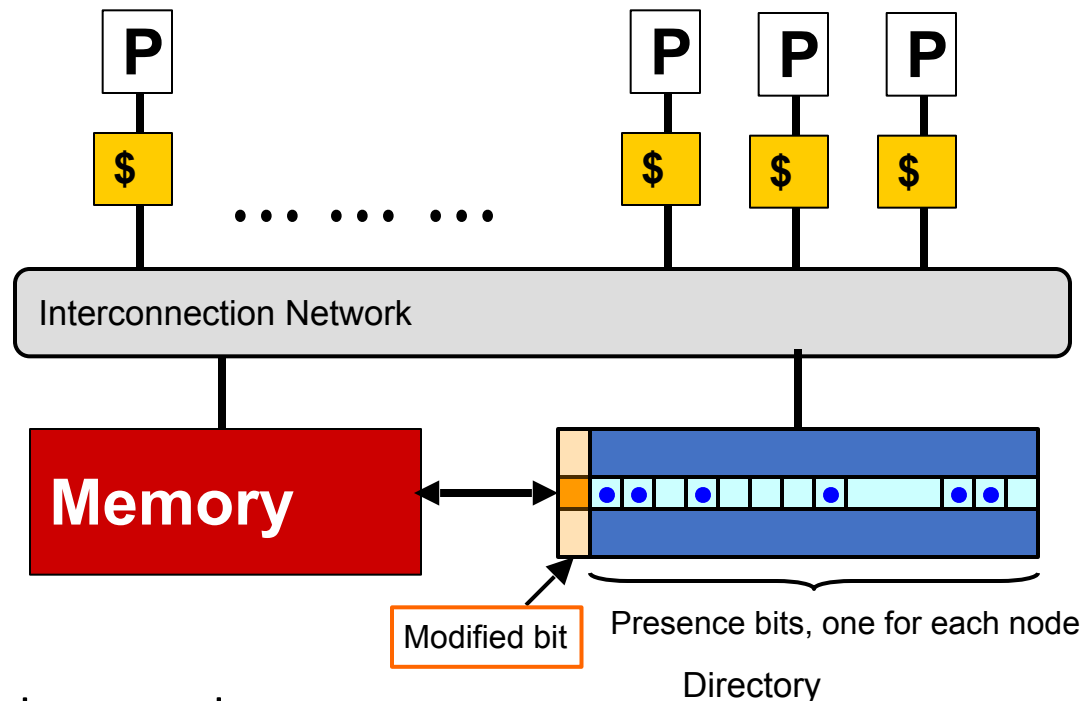 P P P P
$ $ $ $
... ... ...
Interconnection Network
Memory
Modified bit
Presence bits, one for each node
Directory